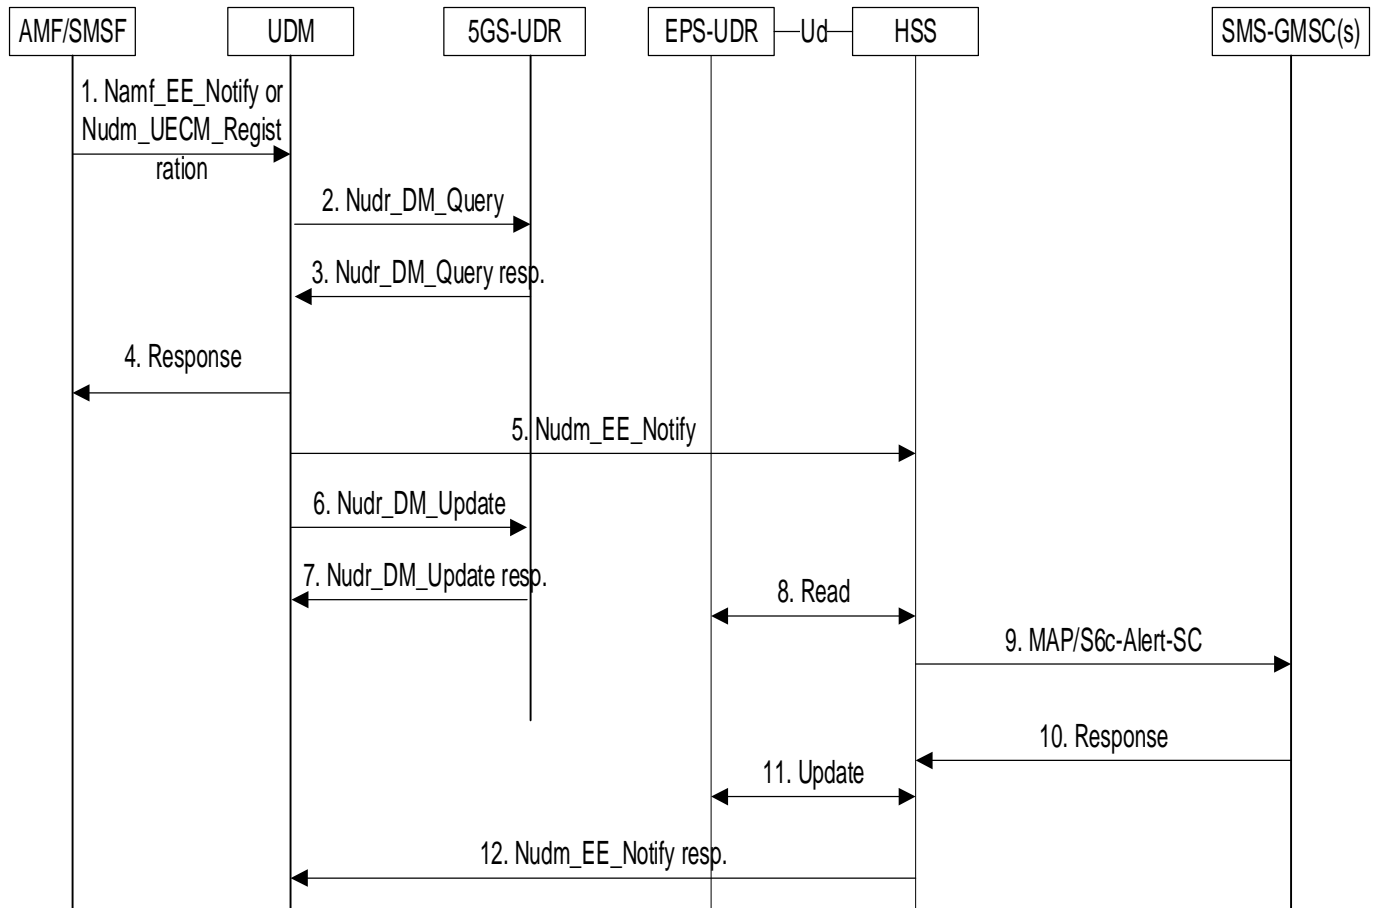 AMF/SMSF
UDM
5GS-UDR
EPS-UDR
Ud
HSS
SMS-GMSC(s)
1. Namf_EE_Notify or
Nudm_UECM_Regist
ration
2. Nudr_DM_Query
3. Nudr_DM_Query resp.
4. Response
5. Nudm_EE_Notify
6. Nudr_DM_Update
7. Nudr_DM_Update resp.
8. Read
9. MAP/S6c-Alert-SC
10. Response
11. Update
12. Nudm_EE_Notify resp.